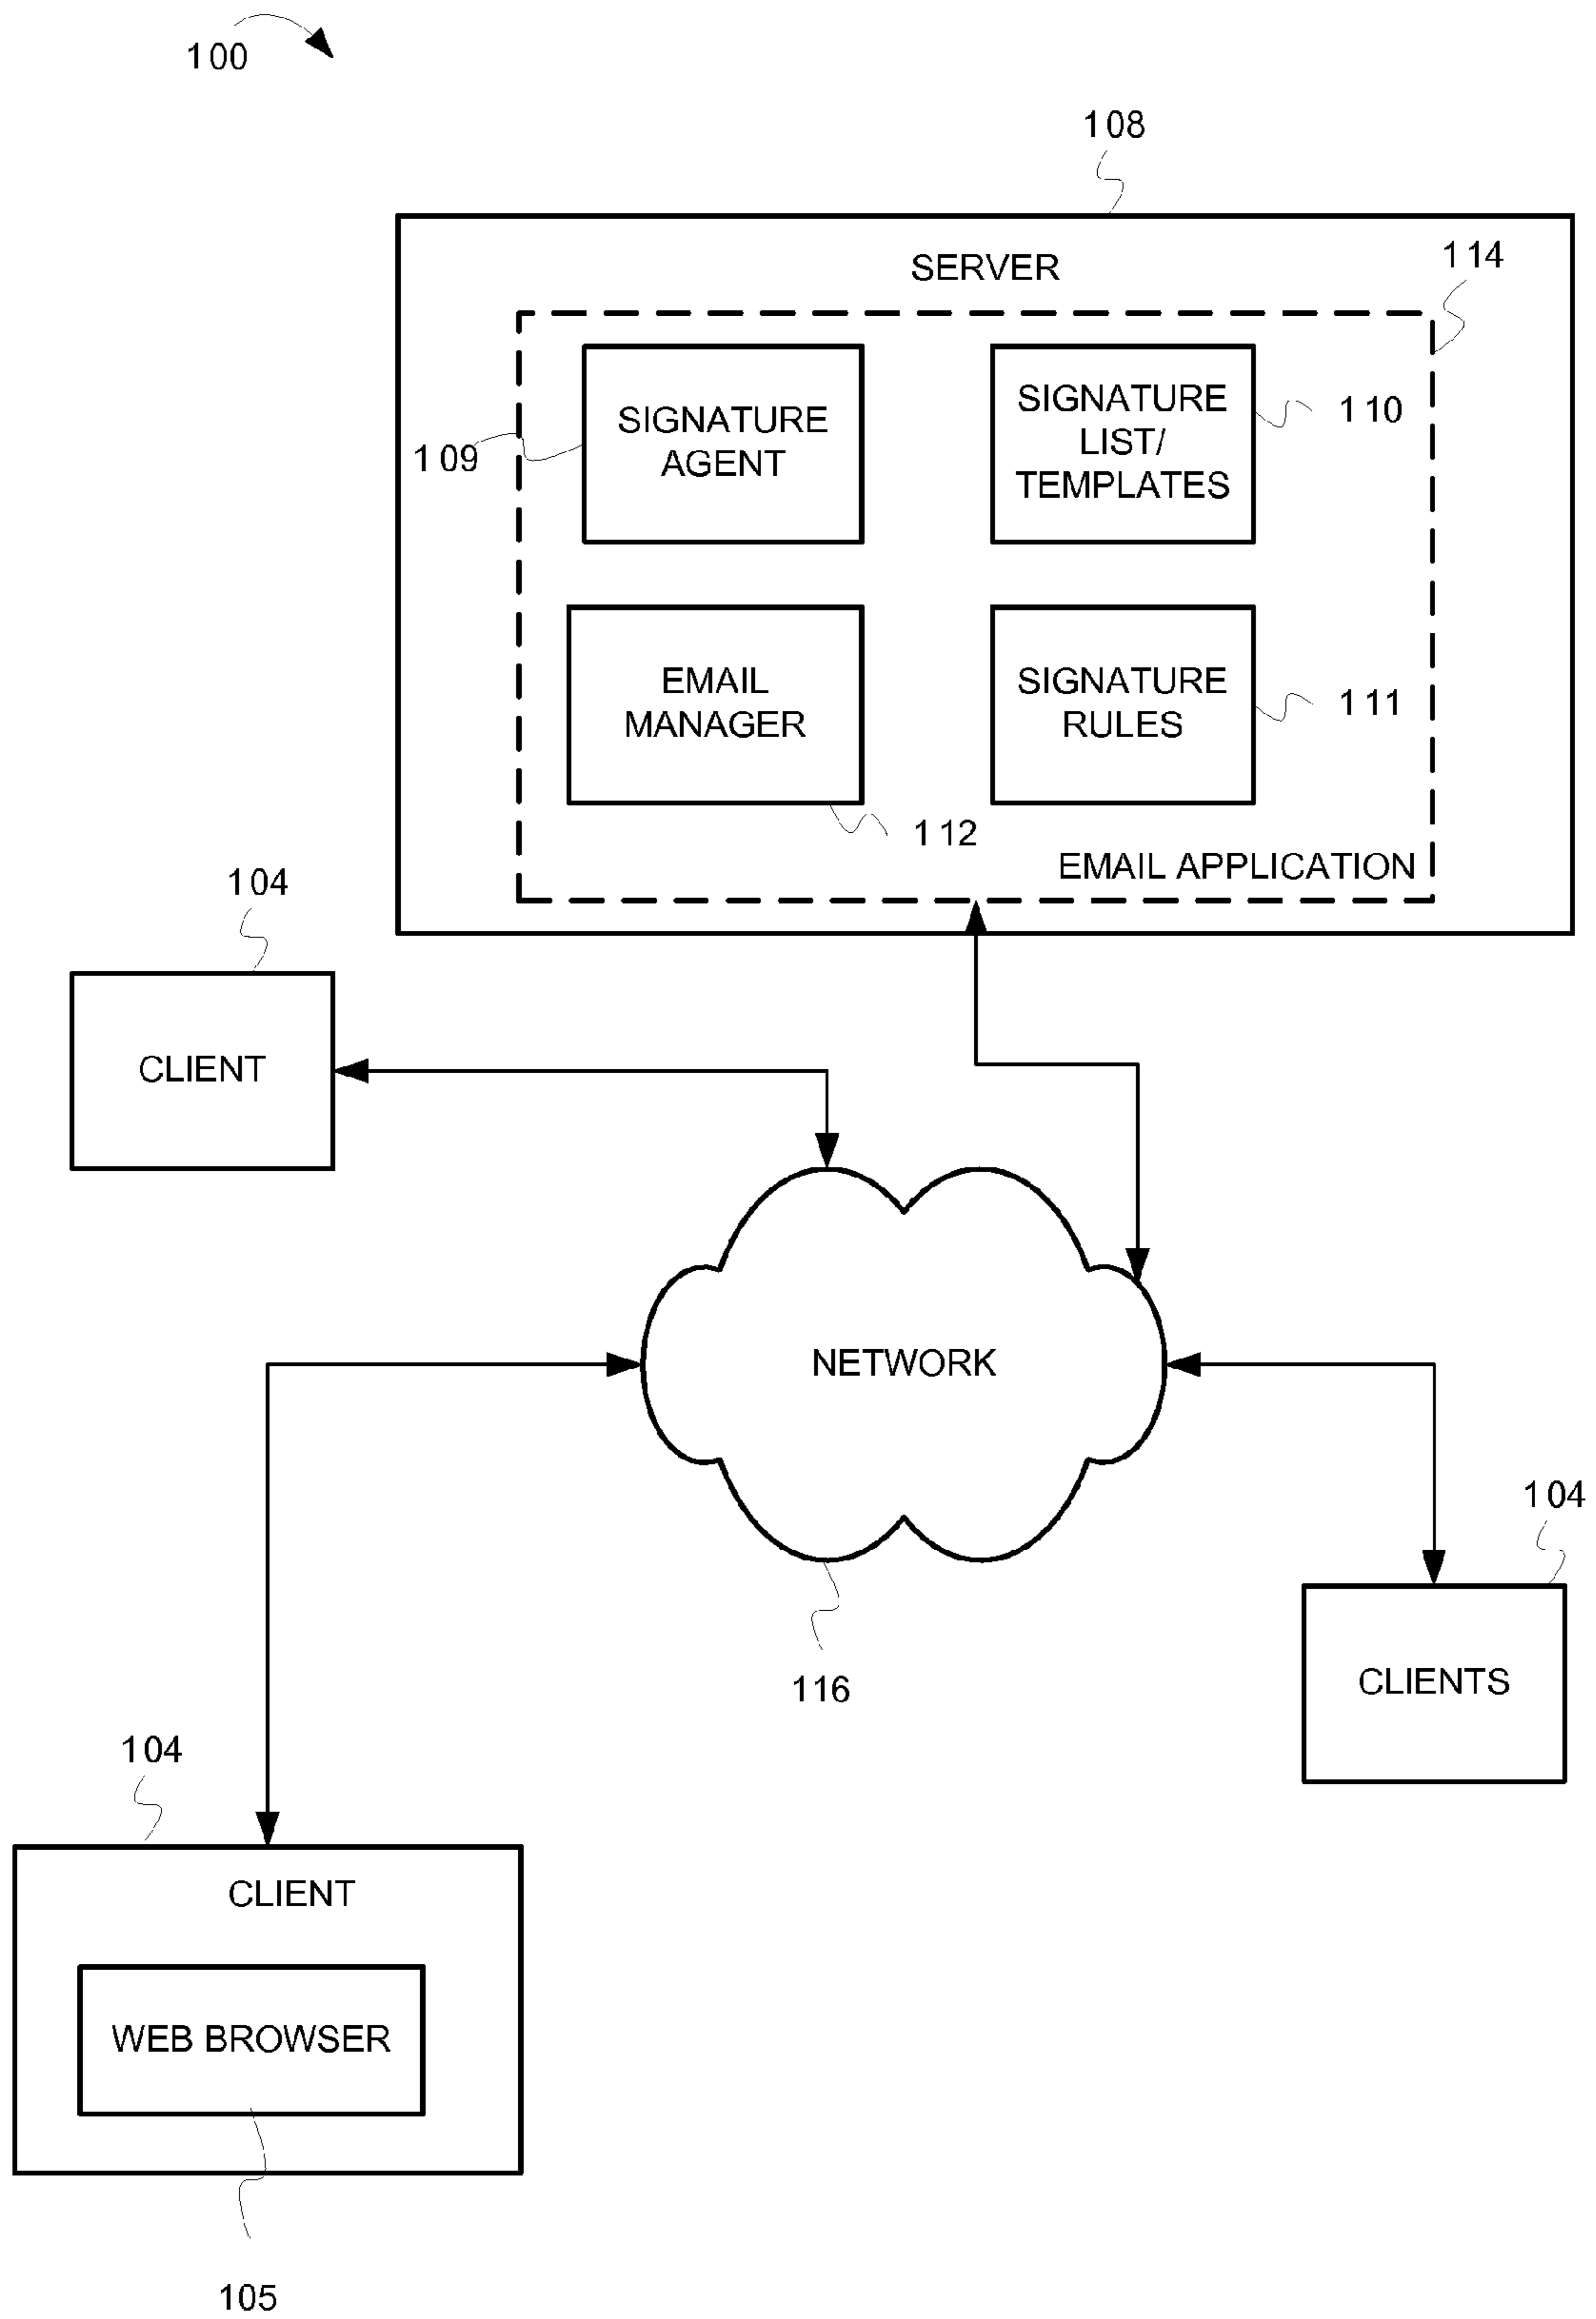 100
108
SERVER
114
SIGNATURE
AGENT
109
SIGNATURE
LIST/
TEMPLATES
110
EMAIL
MANAGER
112
SIGNATURE
RULES
111
EMAIL APPLICATION
104
CLIENT
NETWORK
116
104
CLIENTS
104
CLIENT
WEB BROWSER
105